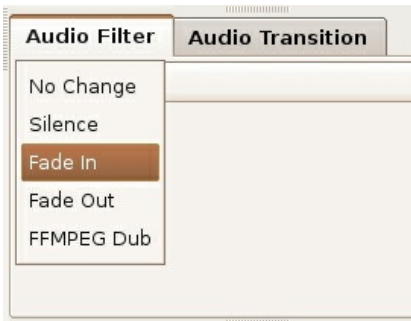 Audio Filter Audio Transition
No Change
Silence
Fade In
Fade Out
FFMPEG Dub